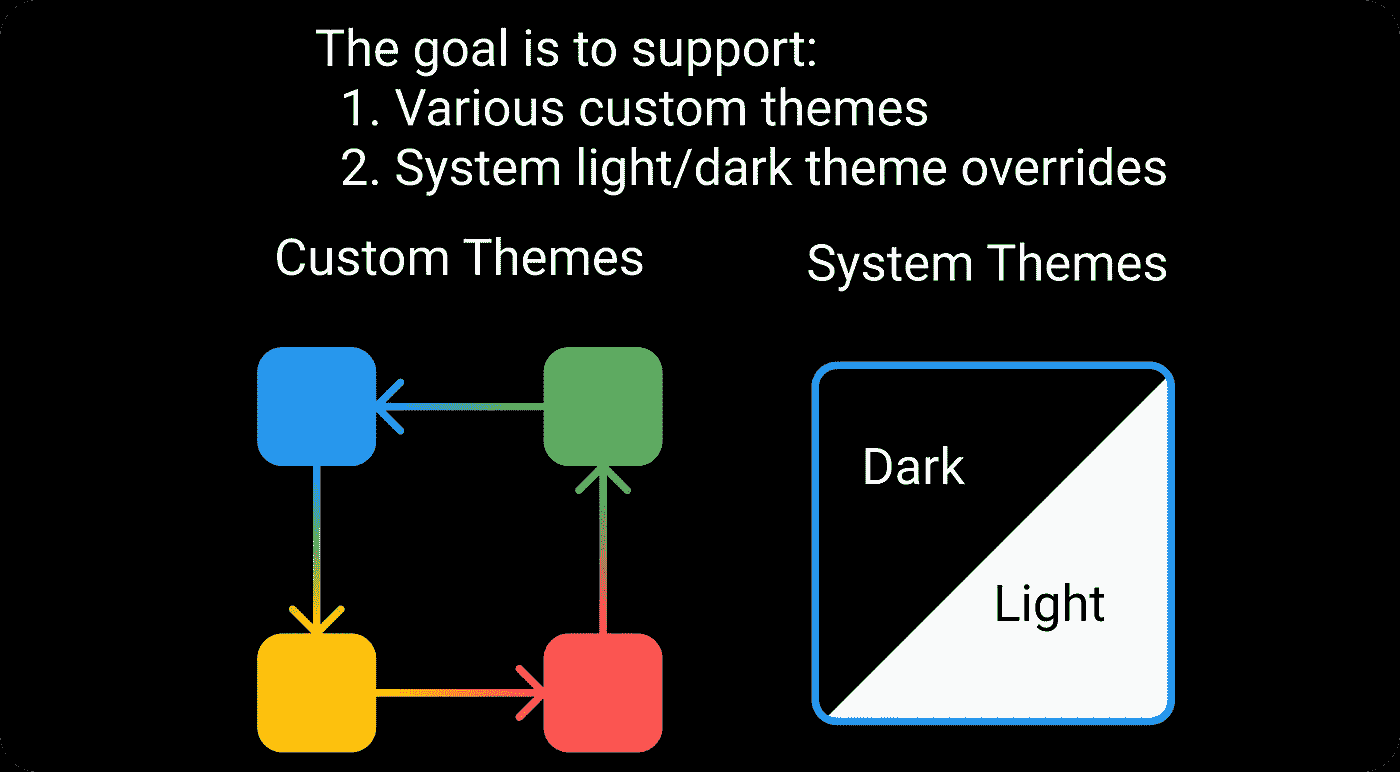 The goal is to support:
1. Various custom themes
2. System light/dark theme overrides
Custom Themes
System Themes
Dark
Light